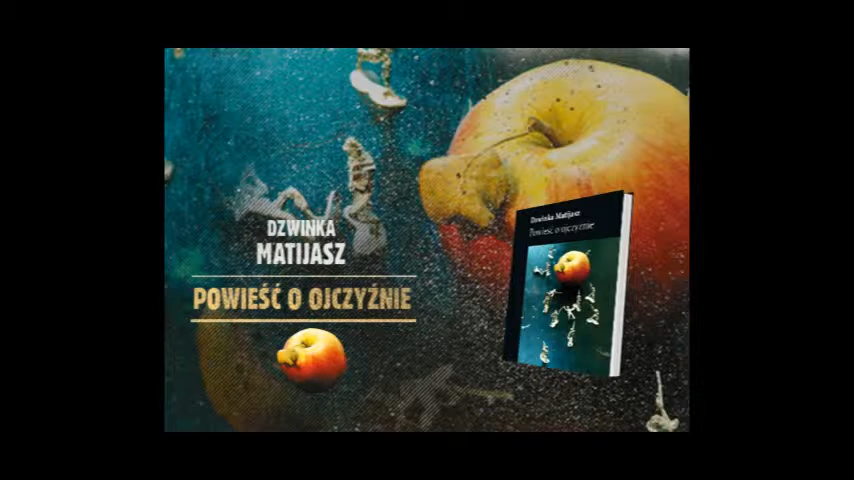 DZWINKA
MATIJASZ
POWIEŚĆ O OJCZYŹNIE
Dzwinka Matijasz
Powieść o ojczyźnie